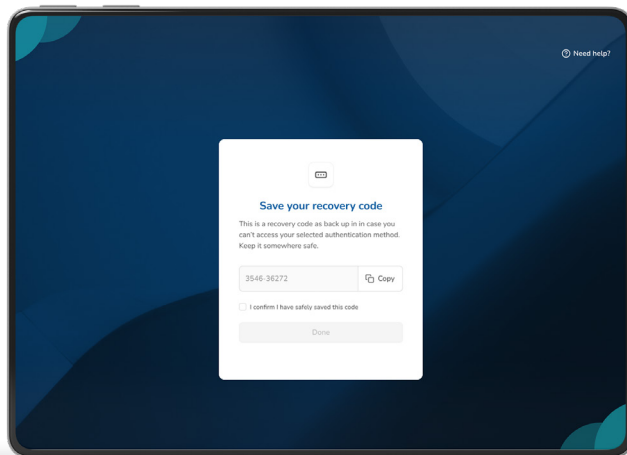 Need help?
Save your recovery code
This is a recovery code as back up in in case you
can't access your selected authentication method.
Keep it somewhere safe.
3546-36272
Copy
I confirm I have safely saved this code
Done